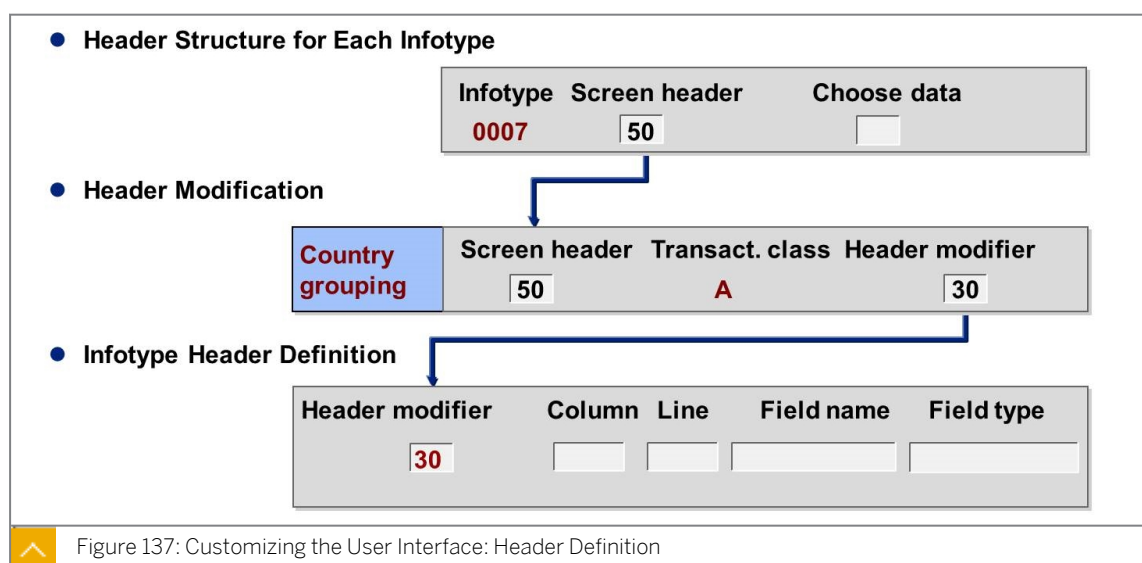 Header Structure for Each Infotype
Infotype Screen header Choose data
0007 50
Header Modification
Country grouping
Screen header Transact. class Header modifier
50 A 30
Infotype Header Definition
Header modifier Column Line Field name Field type
30
Figure 137: Customizing the User Interface: Header Definition